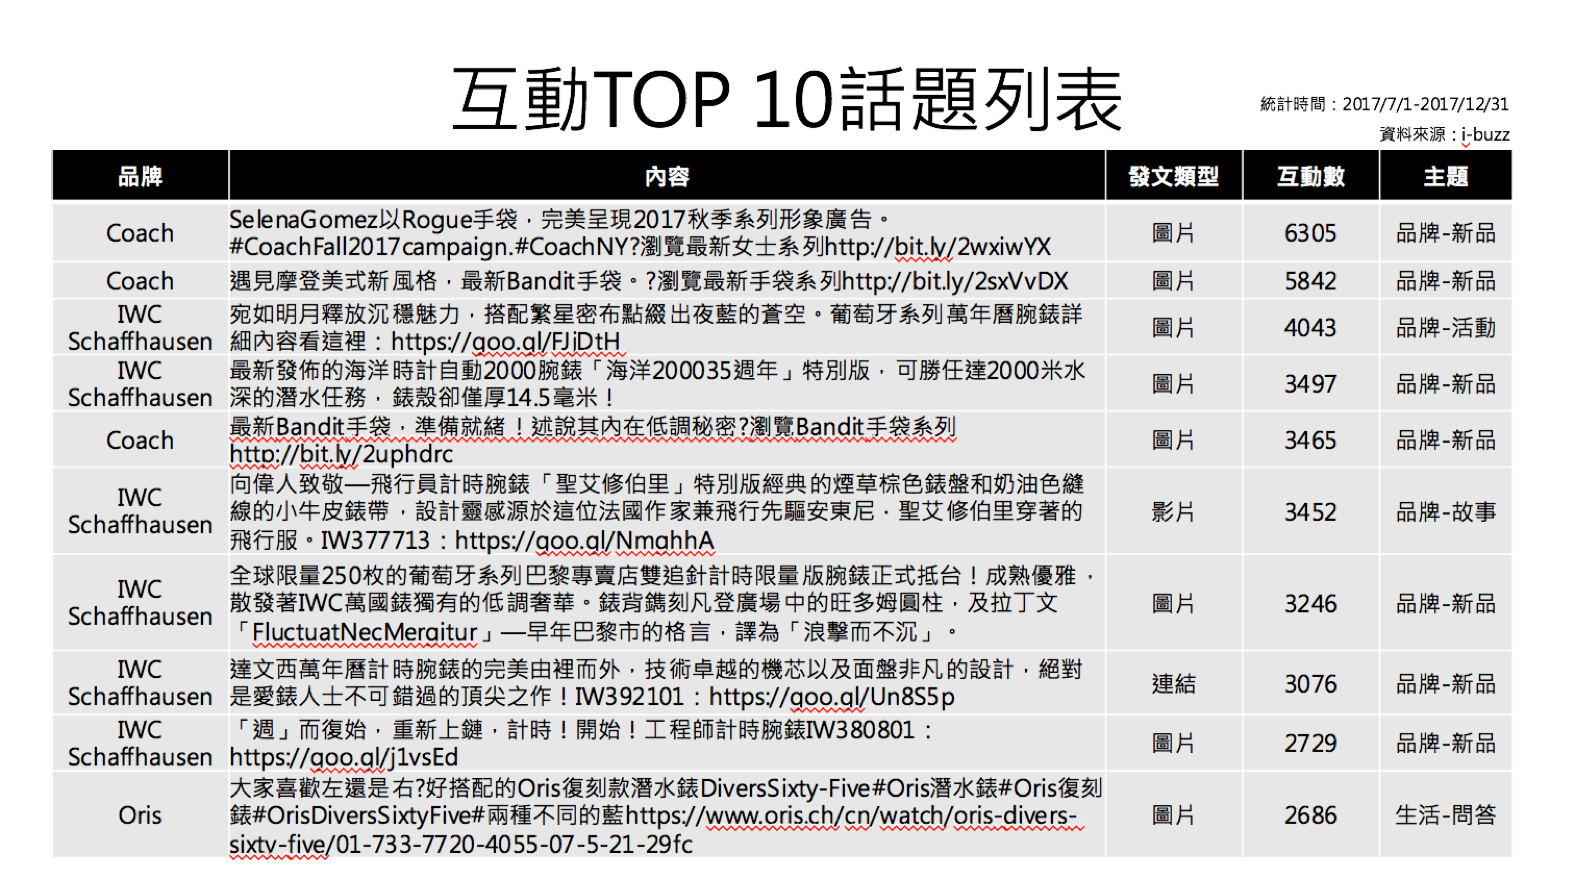 互動TOP 10話題列表
統計時間：2017/7/1-2017/12/31
資料來源：i-buzz
品牌 內容 發文類型 互動數 主題
Coach
SelenaGomez以Rogue手袋，完美呈現2017秋季系列形象廣告。
#CoachFall2017campaign.#CoachNY?瀏覽最新女士系列http://bit.ly/2wxiwYX
圖片 6305 品牌-新品
Coach
遇見摩登美式新風格，最新Bandit手袋。?瀏覽最新手袋系列http://bit.ly/2sxVvDX
圖片 5842 品牌-新品
IWC
Schaffhausen
宛如明月釋放沉穩魅力，搭配繁星密布點綴出夜藍的蒼空。葡萄牙系列萬年曆腕錶詳
細內容看這裡：https://goo.gl/FJjDtH
圖片 4043 品牌-活動
IWC
Schaffhausen
最新發佈的海洋時計自動2000腕錶「海洋200035週年」特別版，可勝任達2000米水
深的潛水任務，錶殼卻僅厚14.5毫米！
圖片 3497 品牌-新品
Coach
最新Bandit手袋，準備就緒！述說其內在低調秘密?瀏覽Bandit手袋系列
http://bit.ly/2uphdrc
圖片 3465 品牌-新品
IWC
Schaffhausen
向偉人致敬—飛行員計時腕錶「聖艾修伯里」特別版經典的煙草棕色錶盤和奶油色縫
線的小牛皮錶帶，設計靈感源於這位法國作家兼飛行先驅安東尼．聖艾修伯里穿著的
飛行服。IW377713：https://goo.gl/NmqhhA
影片 3452 品牌-故事
IWC
Schaffhausen
全球限量250枚的葡萄牙系列巴黎專賣店雙追針計時限量版腕錶正式抵台！成熟優雅，
散發著IWC萬國錶獨有的低調奢華。錶背鐫刻凡登廣場中的旺多姆圓柱，及拉丁文
「FluctuatNecMergitur」—早年巴黎市的格言，譯為「浪擊而不沉」。
圖片 3246 品牌-新品
IWC
Schaffhausen
達文西萬年曆計時腕錶的完美由裡而外，技術卓越的機芯以及面盤非凡的設計，絕對
是愛錶人士不可錯過的頂尖之作！IW392101：https://goo.gl/Un8S5p
連結 3076 品牌-新品
IWC
Schaffhausen
「週」而復始，重新上鏈，計時！開始！工程師計時腕錶IW380801：
https://goo.gl/j1vsEd
圖片 2729 品牌-新品
Oris
大家喜歡左還是右?好搭配的Oris復刻款潛水錶DiversSixty-Five#Oris潛水錶#Oris復刻
錶#OrisDiversSixtyFive#兩種不同的藍https://www.oris.ch/cn/watch/oris-divers-
sixty-five/01-733-7720-4055-07-5-21-29fc
圖片 2686 生活-問答